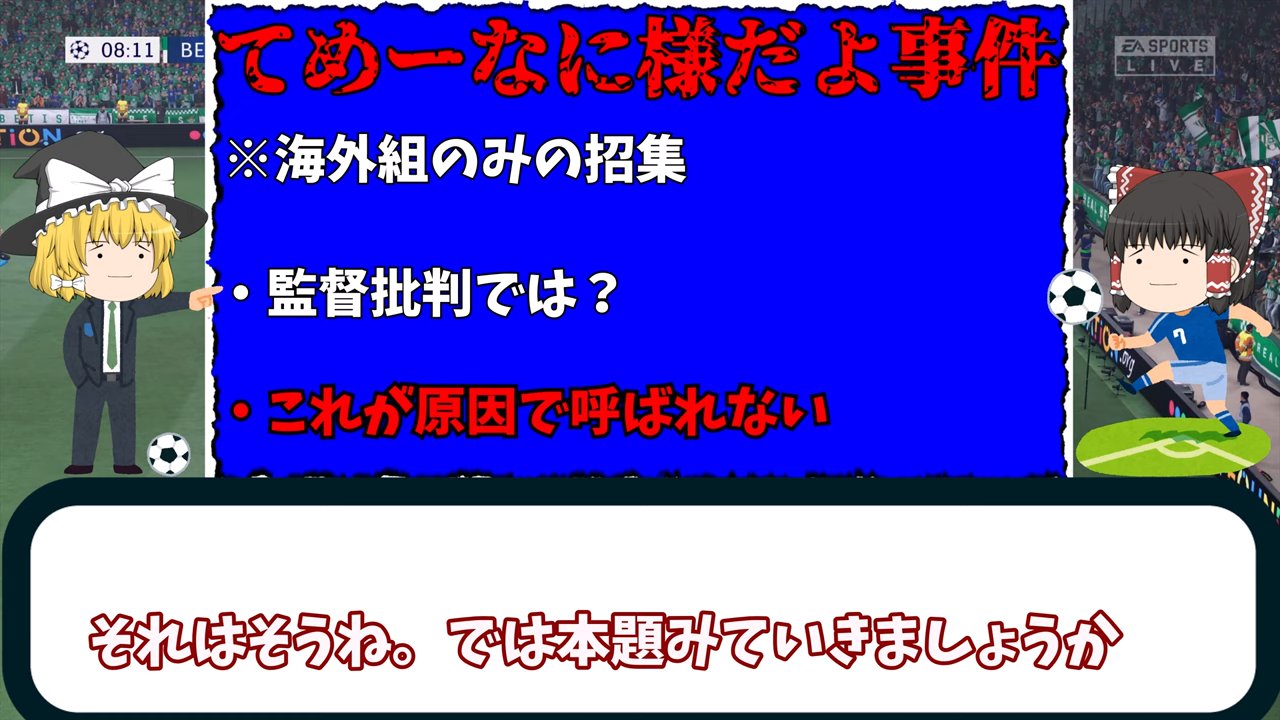 てめーなに様だよ事件
08:11 BE
EA SPORTS
LIVE
※海外組のみの招集
・監督批判では？
・これが原因で呼ばれない
7
それはそうね。では本題みていきましょうか